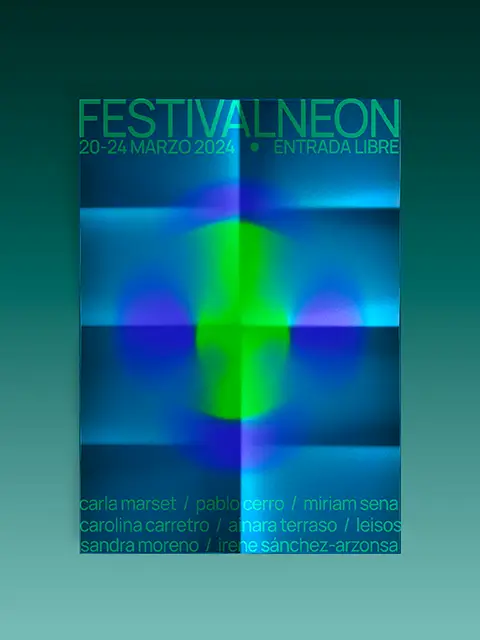 FESTIVALNEON
20-24 MARZO 2024 • ENTRADA LIBRE
carla marset / pablo cerro / miriam sena
carolina carretro / ainara terraso / leisos
sandra moreno / irene sánchez-arzonsa